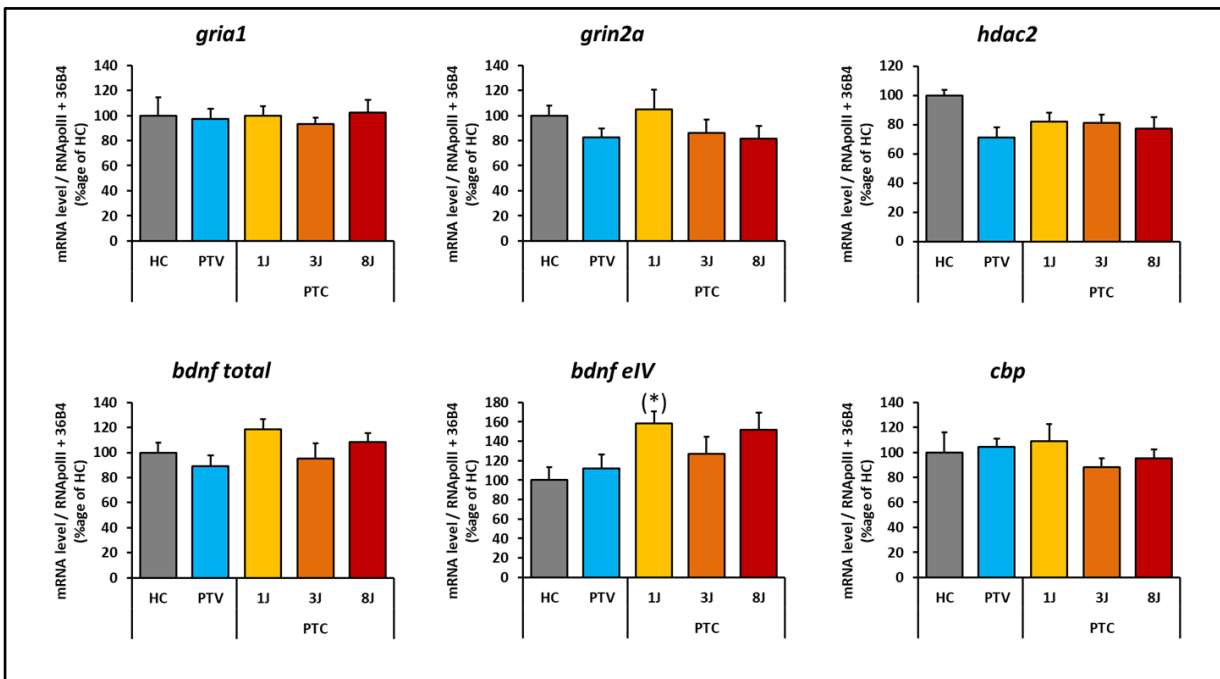 gria1
mRNA level/ RNApolII + 36B4
(%age of HC)
140
120
100
80
60
40
20
0
HC PTV 1J 3J 8J
PTC
grin2a
mRNA level/ RNApolII + 36B4
(%age of HC)
140
120
100
80
60
40
20
0
HC PTV 1J 3J 8J
PTC
hdac2
mRNA level/ RNApolII + 36B4
(%age of HC)
120
100
80
60
40
20
0
HC PTV 1J 3J 8J
PTC
bdnf total
mRNA level/ RNApolII + 36B4
(%age of HC)
140
120
100
80
60
40
20
0
HC PTV 1J 3J 8J
PTC
bdnf eIV
mRNA level/ RNApolII + 36B4
(%age of HC)
180
160
140
120
100
80
60
40
20
0
(*)
HC PTV 1J 3J 8J
PTC
cbp
mRNA level/ RNApolII + 36B4
(%age of HC)
140
120
100
80
60
40
20
0
HC PTV 1J 3J 8J
PTC